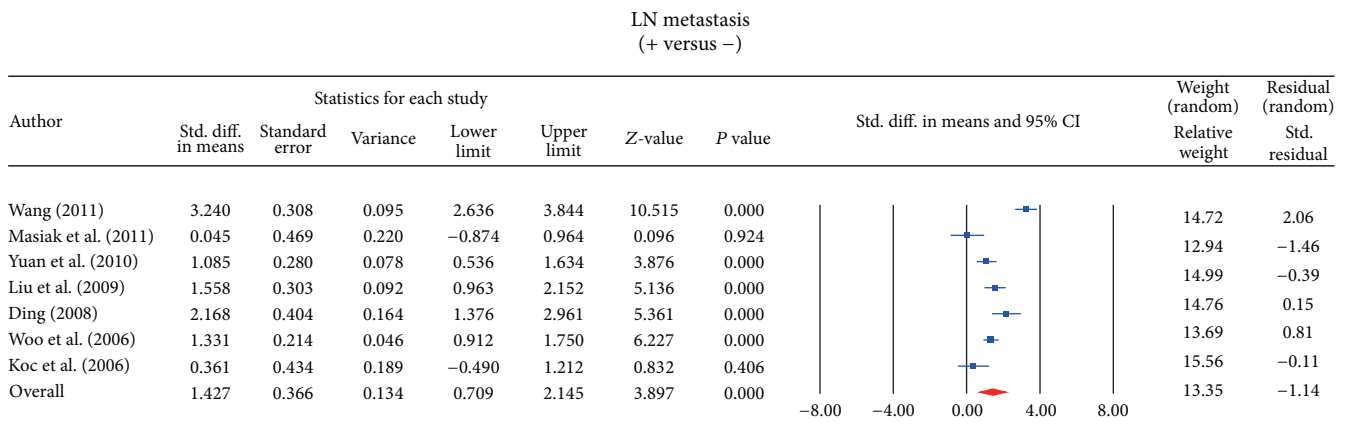 LN metastasis
(+ versus −)
Author
Statistics for each study
Std. diff. in means
Standard error
Variance
Lower limit
Upper limit
Z-value
P value
Std. diff. in means and 95% CI
Weight (random)
Relative weight
Residual (random)
Std. residual
Wang (2011) 3.240 0.308 0.095 2.636 3.844 10.515 0.000 14.72 2.06
Masiak et al. (2011) 0.045 0.469 0.220 −0.874 0.964 0.096 0.924 12.94 −1.46
Yuan et al. (2010) 1.085 0.280 0.078 0.536 1.634 3.876 0.000 14.99 −0.39
Liu et al. (2009) 1.558 0.303 0.092 0.963 2.152 5.136 0.000 14.76 0.15
Ding (2008) 2.168 0.404 0.164 1.376 2.961 5.361 0.000 13.69 0.81
Woo et al. (2006) 1.331 0.214 0.046 0.912 1.750 6.227 0.000 15.56 −0.11
Koc et al. (2006) 0.361 0.434 0.189 −0.490 1.212 0.832 0.406 13.35 −1.14
Overall 1.427 0.366 0.134 0.709 2.145 3.897 0.000
−8.00 −4.00 0.00 4.00 8.00